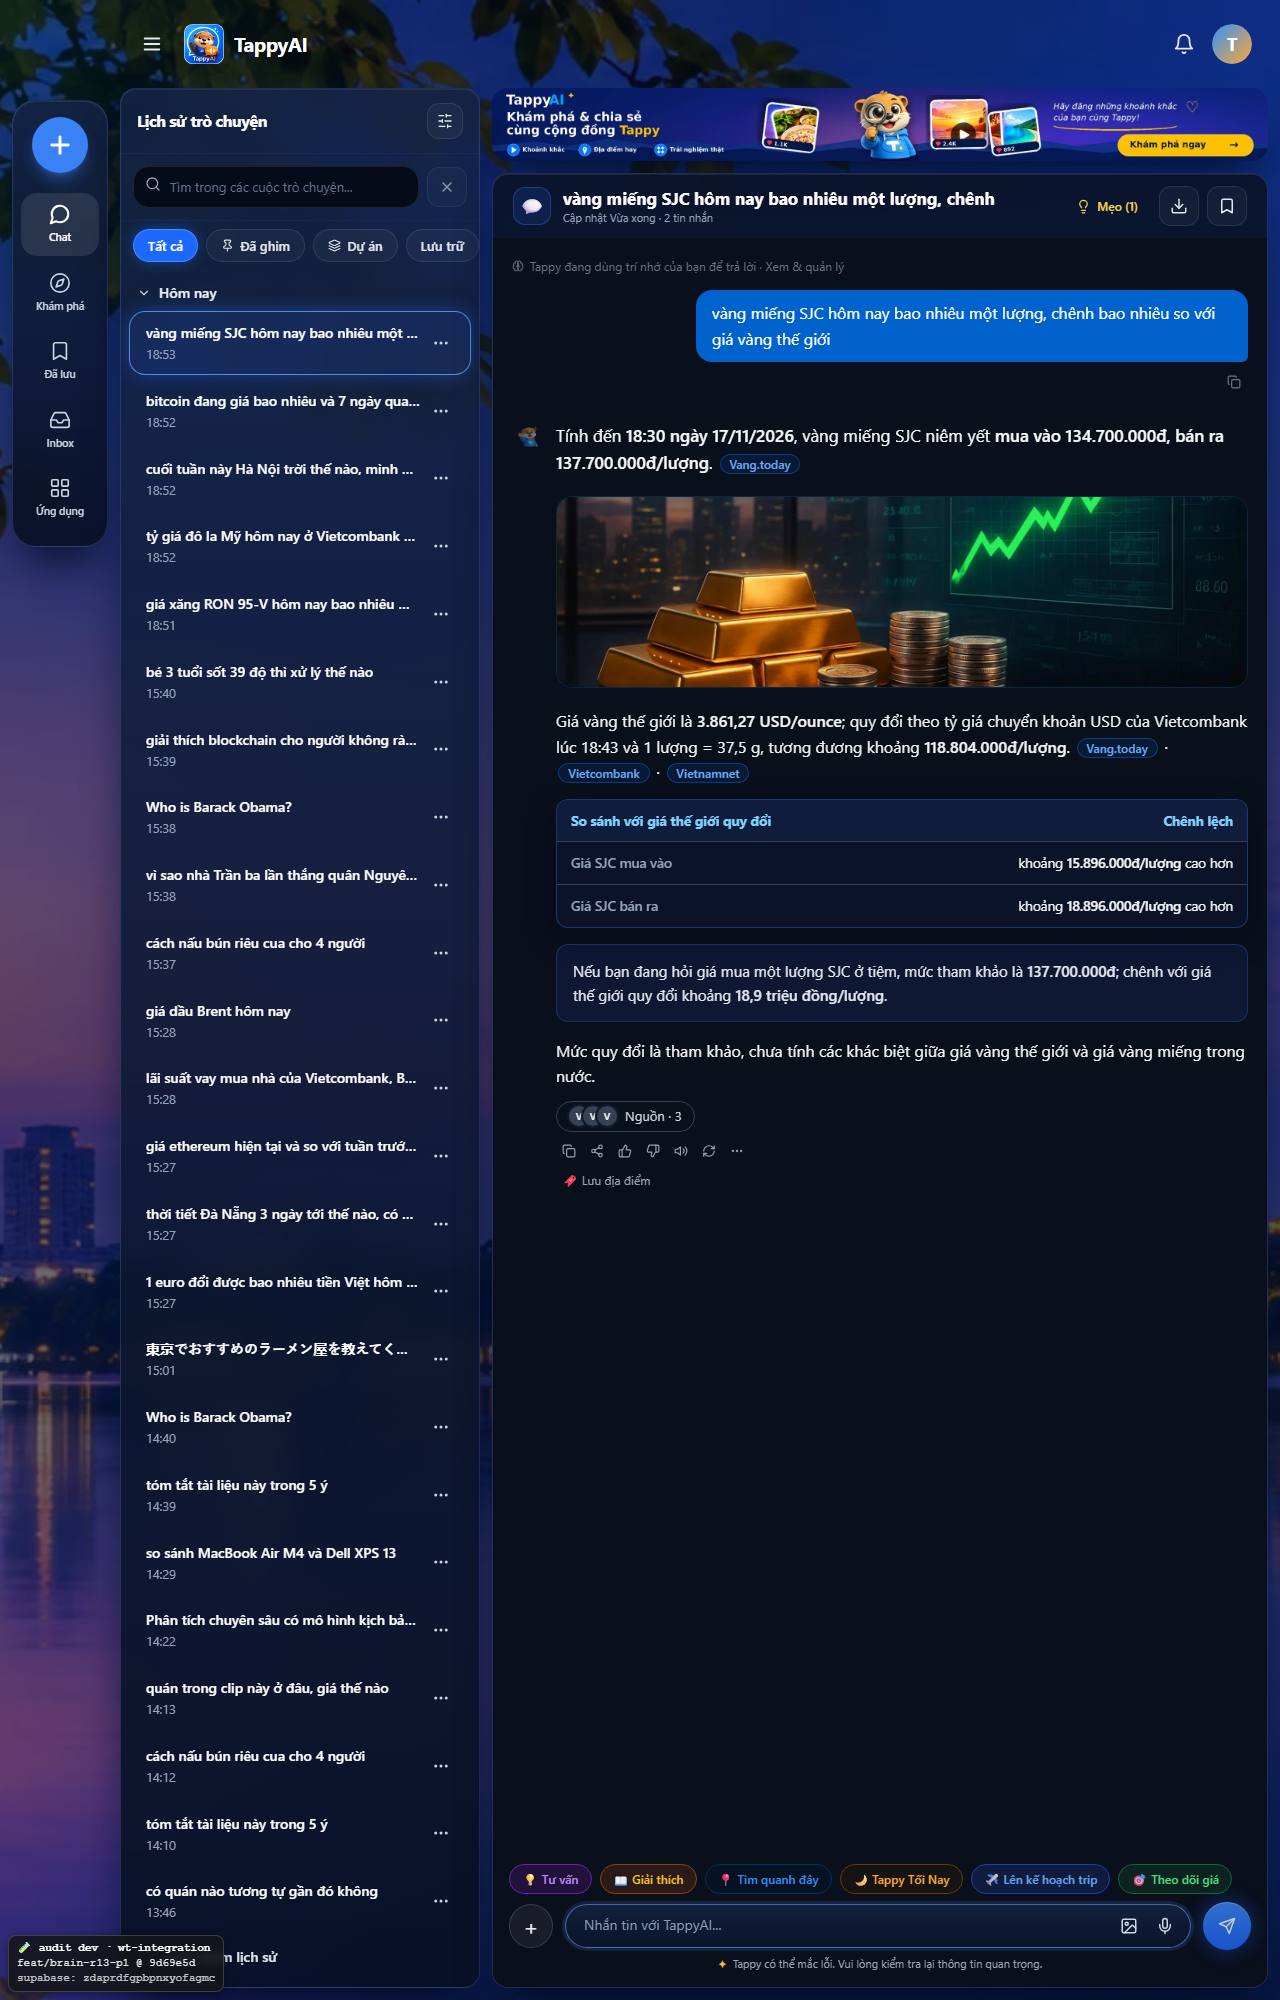 TappyAI
T
TappyAI
Khám phá & chia sẻ
cùng cộng đồng Tappy
Khoảnh khắc
Địa điểm hay
Trải nghiệm thật
1.1K
2.4K
892
Hãy đăng những khoảnh khắc
của bạn cùng Tappy!
Khám phá ngay →
Chat
Khám phá
Đã lưu
Inbox
Ứng dụng
Lịch sử trò chuyện
Tìm trong các cuộc trò chuyện...
Tất cả
Đã ghim
Dự án
Lưu trữ
Hôm nay
vàng miếng SJC hôm nay bao nhiêu một ...
18:53
bitcoin đang giá bao nhiêu và 7 ngày qua...
18:52
cuối tuần này Hà Nội trời thế nào, mình ...
18:52
tỷ giá đô la Mỹ hôm nay ở Vietcombank ...
18:52
giá xăng RON 95-V hôm nay bao nhiêu ...
18:51
bé 3 tuổi sốt 39 độ thì xử lý thế nào
15:40
giải thích blockchain cho người không rà...
15:39
Who is Barack Obama?
15:38
vì sao nhà Trần ba lần thắng quân Nguyê...
15:38
cách nấu bún riêu cua cho 4 người
15:37
giá dầu Brent hôm nay
15:28
lãi suất vay mua nhà của Vietcombank, B...
15:28
giá ethereum hiện tại và so với tuần trướ...
15:27
thời tiết Đà Nẵng 3 ngày tới thế nào, có ...
15:27
1 euro đổi được bao nhiêu tiền Việt hôm ...
15:27
東京でおすすめのラーメン屋を教えてく...
15:01
Who is Barack Obama?
14:40
tóm tắt tài liệu này trong 5 ý
14:39
so sánh MacBook Air M4 và Dell XPS 13
14:29
Phân tích chuyên sâu có mô hình kịch bả...
14:22
quán trong clip này ở đâu, giá thế nào
14:13
cách nấu bún riêu cua cho 4 người
14:12
tóm tắt tài liệu này trong 5 ý
14:10
có quán nào tương tự gần đó không
13:46
lịch sử
audit dev · wt-integration
feat/brain-r13-p1 @ 9d69e5d
supabase: zdaprdfgpbpnxyofagmc
vàng miếng SJC hôm nay bao nhiêu một lượng, chênh
Cập nhật Vừa xong · 2 tin nhắn
Mẹo (1)
Tappy đang dùng trí nhớ của bạn để trả lời · Xem & quản lý
vàng miếng SJC hôm nay bao nhiêu một lượng, chênh bao nhiêu so với
giá vàng thế giới
Tính đến 18:30 ngày 17/11/2026, vàng miếng SJC niêm yết mua vào 134.700.000đ, bán ra
137.700.000đ/lượng. Vang.today
88.60
Giá vàng thế giới là 3.861,27 USD/ounce; quy đổi theo tỷ giá chuyển khoản USD của Vietcombank
lúc 18:43 và 1 lượng = 37,5 g, tương đương khoảng 118.804.000đ/lượng. Vang.today ·
Vietcombank · Vietnamnet
So sánh với giá thế giới quy đổi Chênh lệch
Giá SJC mua vào khoảng 15.896.000đ/lượng cao hơn
Giá SJC bán ra khoảng 18.896.000đ/lượng cao hơn
Nếu bạn đang hỏi giá mua một lượng SJC ở tiệm, mức tham khảo là 137.700.000đ; chênh với giá
thế giới quy đổi khoảng 18,9 triệu đồng/lượng.
Mức quy đổi là tham khảo, chưa tính các khác biệt giữa giá vàng thế giới và giá vàng miếng trong
nước.
V V V Nguồn · 3
Lưu địa điểm
Tư vấn
Giải thích
Tìm quanh đây
Tappy Tối Nay
Lên kế hoạch trip
Theo dõi giá
Nhắn tin với TappyAI...
Tappy có thể mắc lỗi. Vui lòng kiểm tra lại thông tin quan trọng.